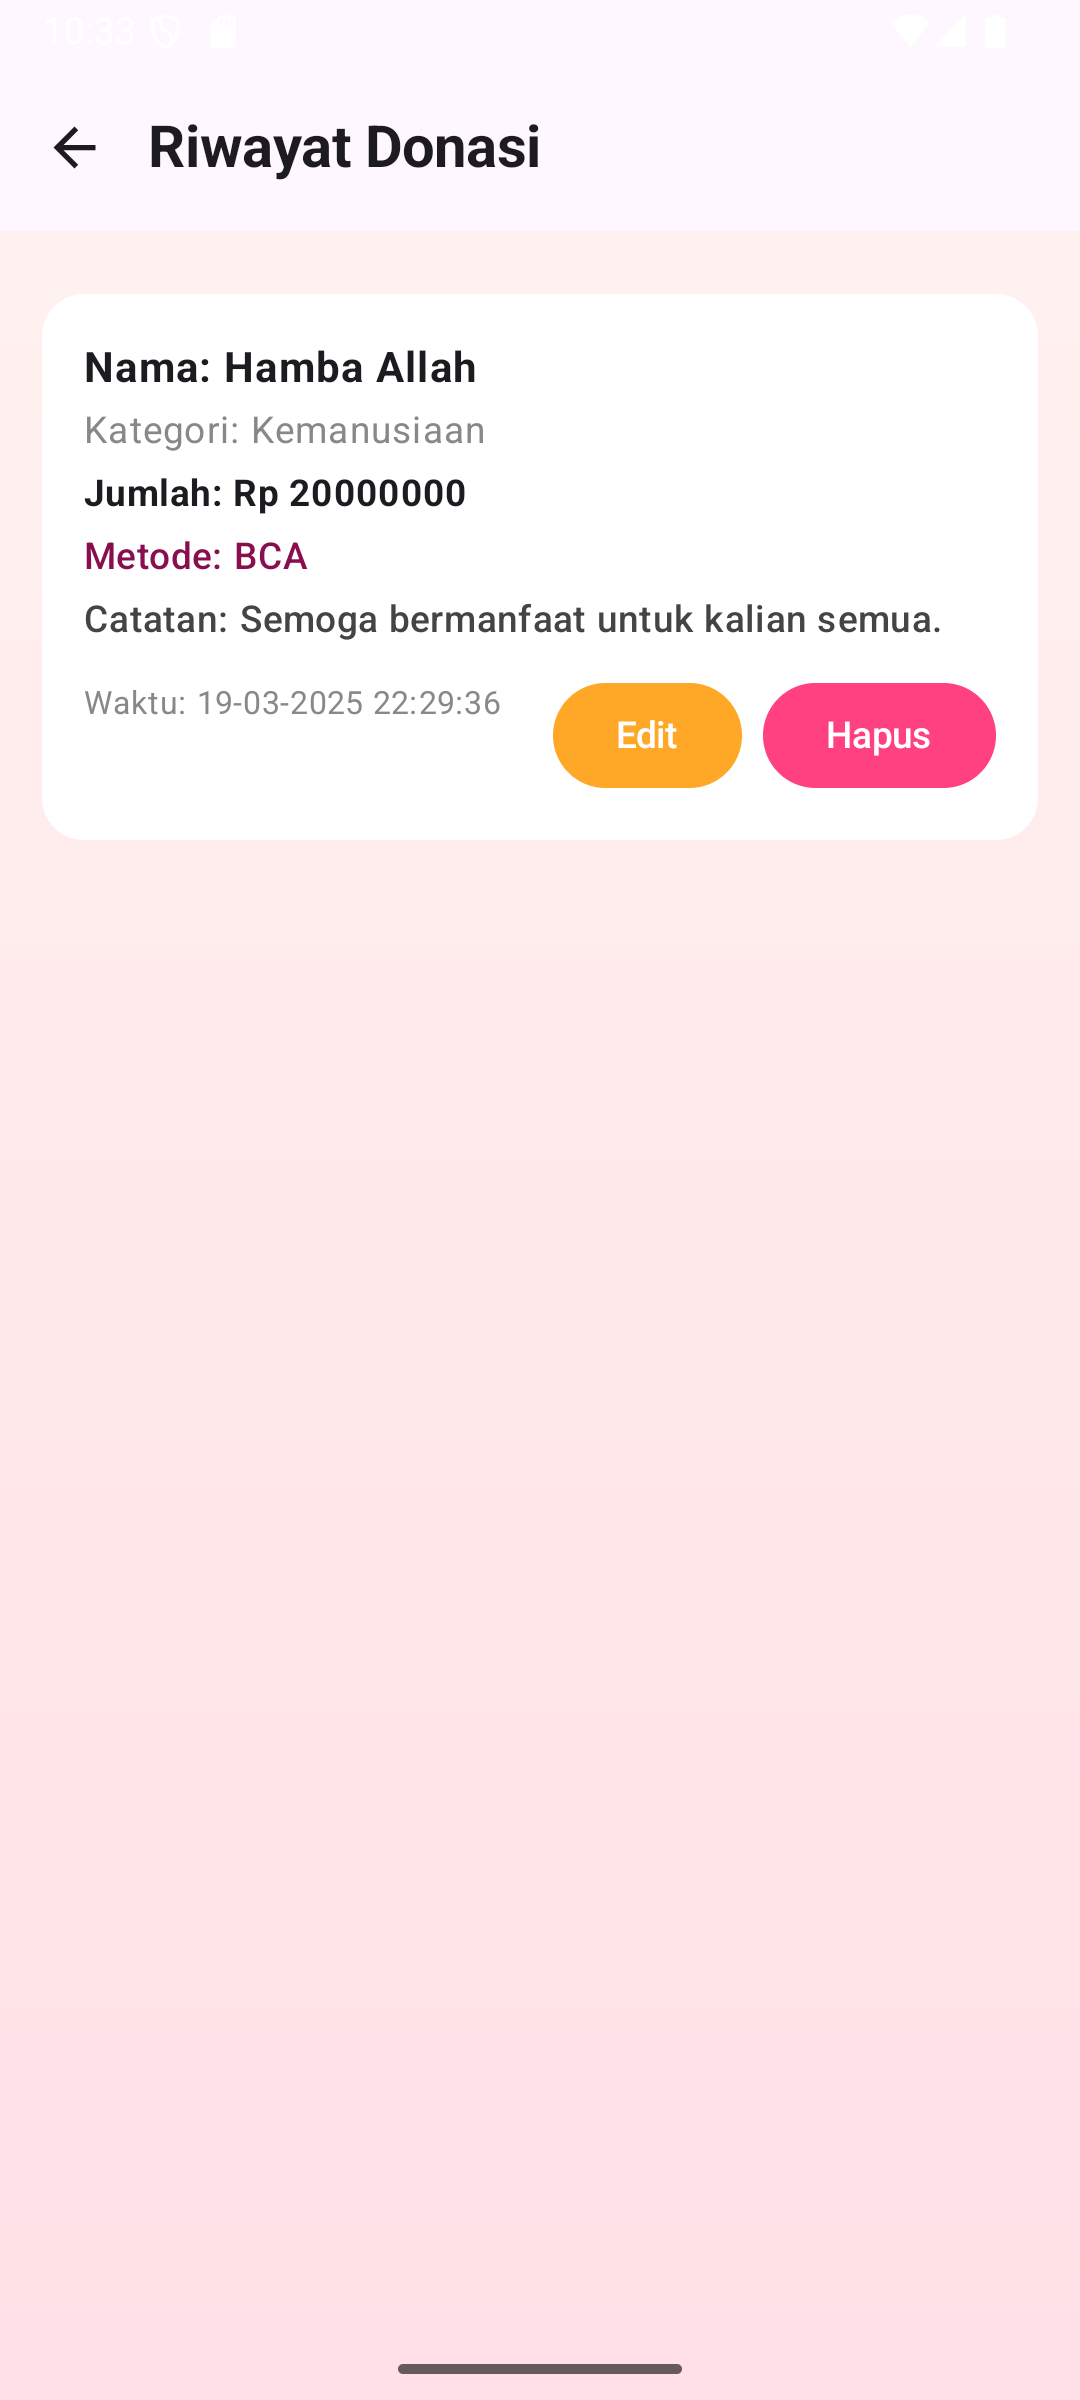 10:33
Riwayat Donasi
Nama: Hamba Allah
Kategori: Kemanusiaan
Jumlah: Rp 20000000
Metode: BCA
Catatan: Semoga bermanfaat untuk kalian semua.
Waktu: 19-03-2025 22:29:36
Edit
Hapus